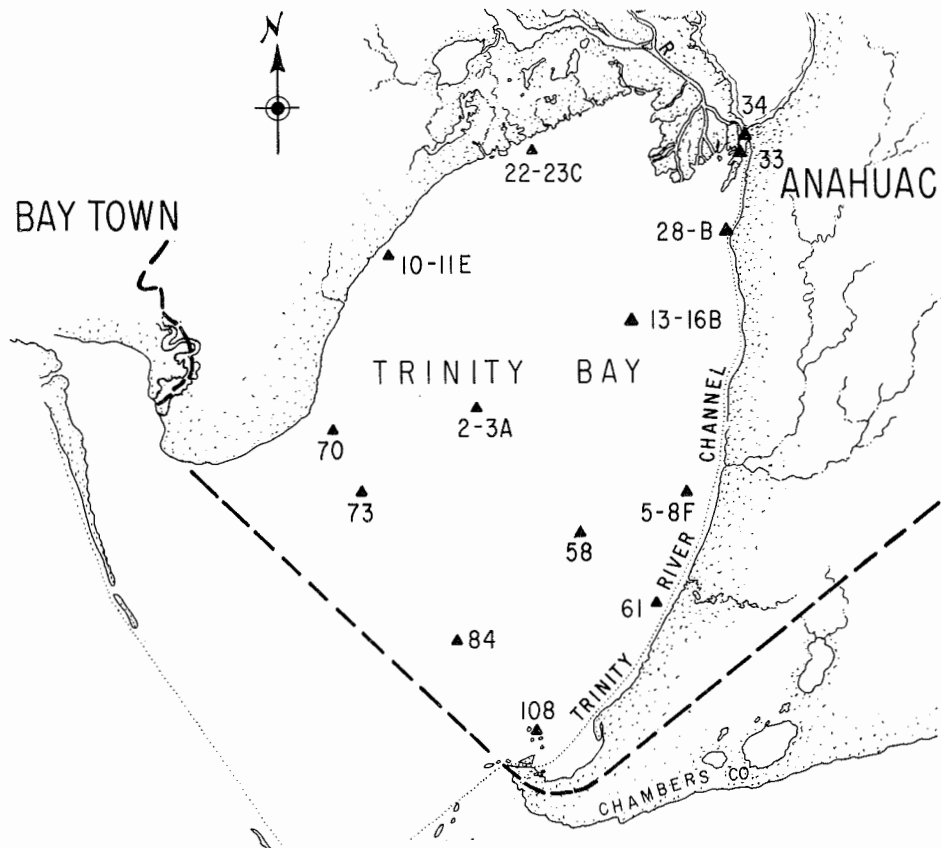 N
R
34
33
22-23C
ANAHUAC
BAY TOWN
28-B
10-11E
13-16B
TRINITY BAY
2-3A
70
73
5-8F
58
61
84
108
TRINITY RIVER CHANNEL
CHAMBERS CO.